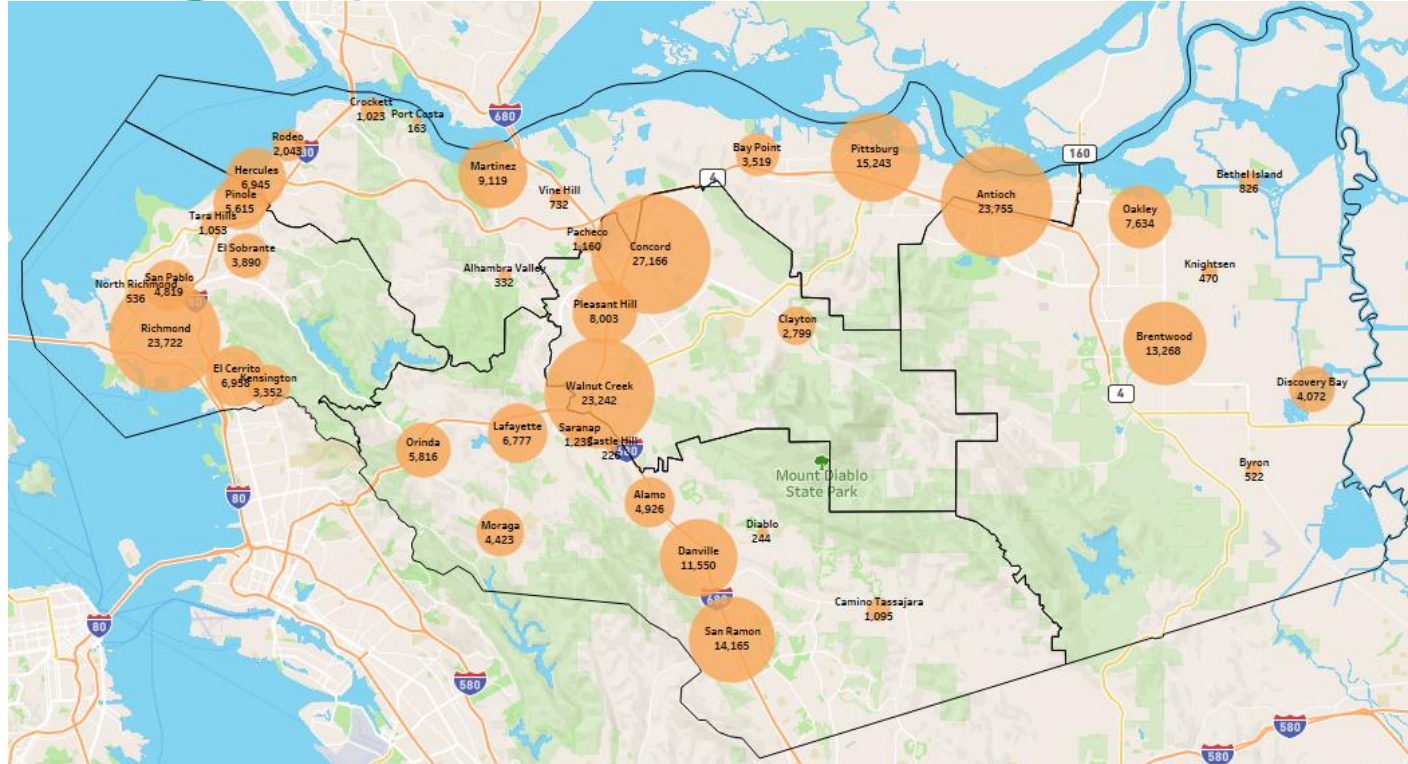 Crockett
1,023
Port Costa
163
680
Rodeo
2,043
Hercules
6,945
Pinole
5,615
Tara Hills
1,053
El Sobrante
3,890
San Pablo
4,819
North Richmond
536
Richmond
23,722
El Cerrito
6,958
Kensington
3,352
Martinez
9,119
Vine Hill
732
Pacheco
1,160
Alhambra Valley
332
Concord
27,166
Pleasant Hill
8,003
Walnut Creek
23,242
4
Bay Point
3,519
Pittsburg
15,243
Antioch
23,755
160
Oakley
7,634
Bethel Island
826
Knightsen
470
Clayton
2,799
Brentwood
13,268
4
Discovery Bay
4,072
Byron
522
Orinda
5,816
Lafayette
6,777
Saranap
Castle Hill
Moraga
4,423
Alamo
4,926
Mount Diablo
State Park
Diablo
244
Danville
11,550
680
Camino Tassajara
1,095
San Ramon
14,165
80
80
580
580
580